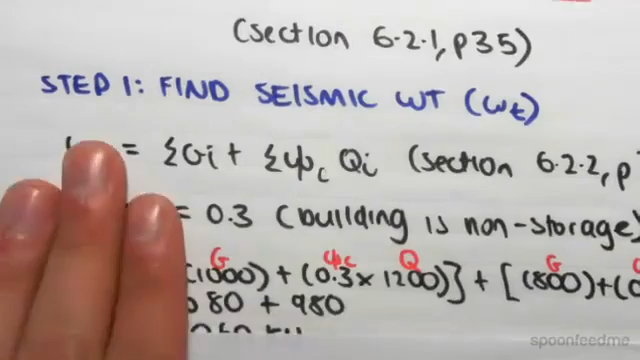 (section 6.2.1, p35)
STEP 1: FIND SEISMIC WT (Wt)
= ΣGi + Σψc Qi (section 6.2.2, p
= 0.3 (building is non-storage)
G ψc Q G
(1000) + (0.3 x 1200)] + [(800) + (0
80 + 980
spoonfeedme